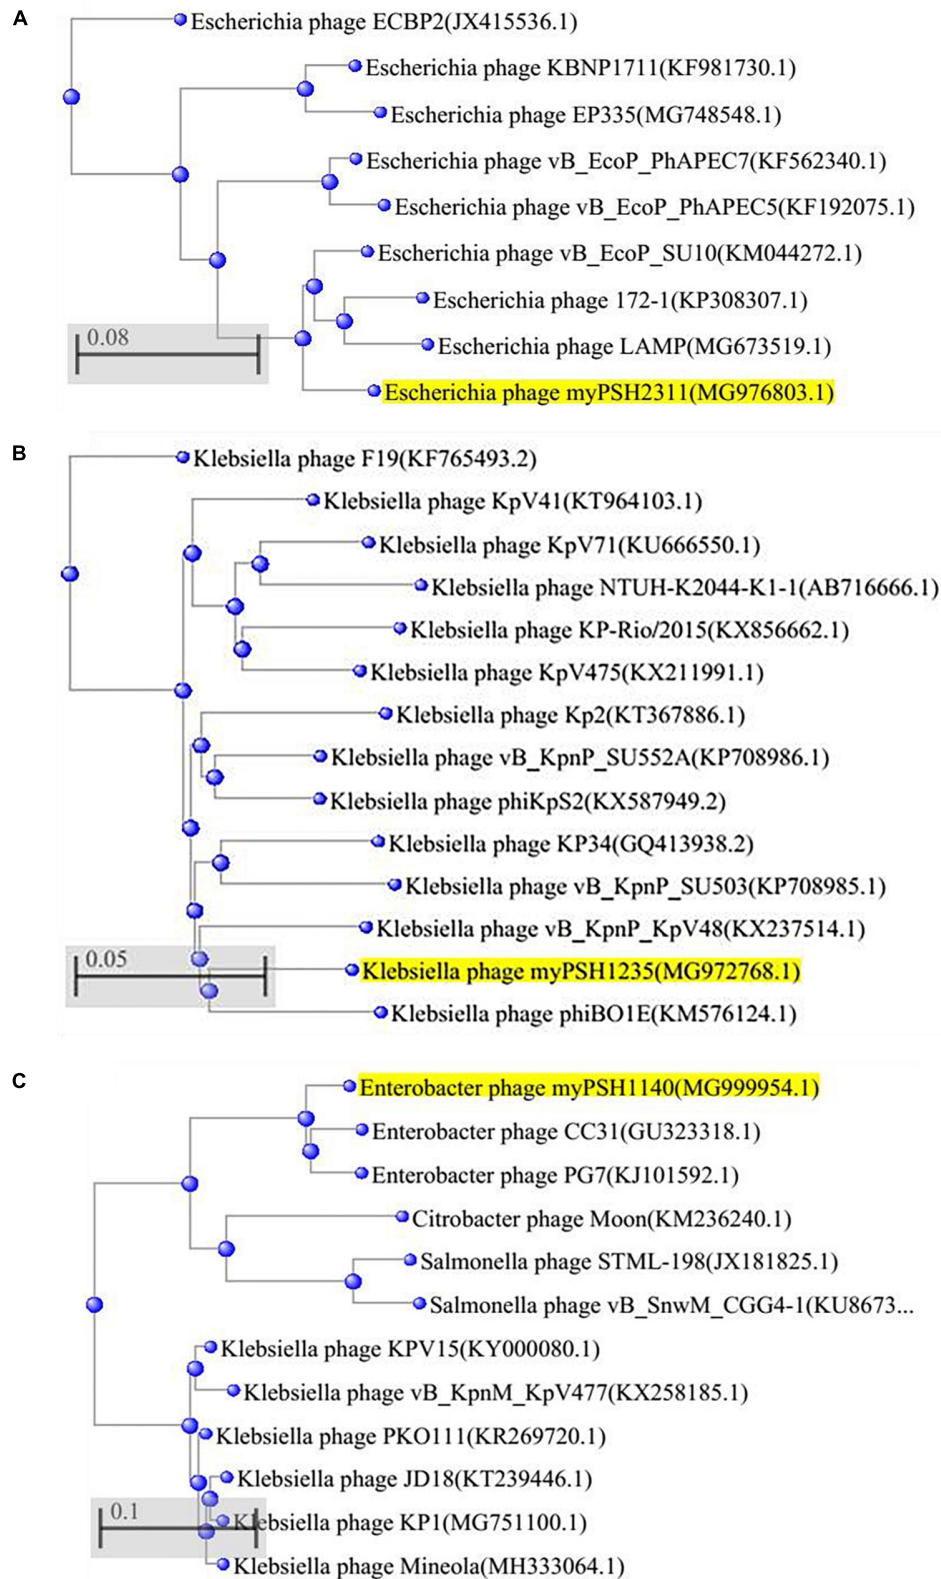 A
Escherichia phage ECBP2(JX415536.1)
Escherichia phage KBNP1711(KF981730.1)
Escherichia phage EP335(MG748548.1)
Escherichia phage vB_EcoP_PhAPEC7(KF562340.1)
Escherichia phage vB_EcoP_PhAPEC5(KF192075.1)
Escherichia phage vB_EcoP_SU10(KM044272.1)
Escherichia phage 172-1(KP308307.1)
0.08
Escherichia phage LAMP(MG673519.1)
Escherichia phage myPSH2311(MG976803.1)
B
Klebsiella phage F19(KF765493.2)
Klebsiella phage KpV41(KT964103.1)
Klebsiella phage KpV71(KU666550.1)
Klebsiella phage NTUH-K2044-K1-1(AB716666.1)
Klebsiella phage KP-Rio/2015(KX856662.1)
Klebsiella phage KpV475(KX211991.1)
Klebsiella phage Kp2(KT367886.1)
Klebsiella phage vB_KpnP_SU552A(KP708986.1)
Klebsiella phage phiKpS2(KX587949.2)
Klebsiella phage KP34(GQ413938.2)
Klebsiella phage vB_KpnP_SU503(KP708985.1)
Klebsiella phage vB_KpnP_KpV48(KX237514.1)
0.05
Klebsiella phage myPSH1235(MG972768.1)
Klebsiella phage phiBO1E(KM576124.1)
C
Enterobacter phage myPSH1140(MG999954.1)
Enterobacter phage CC31(GU323318.1)
Enterobacter phage PG7(KJ101592.1)
Citrobacter phage Moon(KM236240.1)
Salmonella phage STML-198(JX181825.1)
Salmonella phage vB_SnwM_CGG4-1(KU8673...
Klebsiella phage KPV15(KY000080.1)
Klebsiella phage vB_KpnM_KpV477(KX258185.1)
Klebsiella phage PKO111(KR269720.1)
Klebsiella phage JD18(KT239446.1)
0.1
Klebsiella phage KP1(MG751100.1)
Klebsiella phage Mineola(MH333064.1)